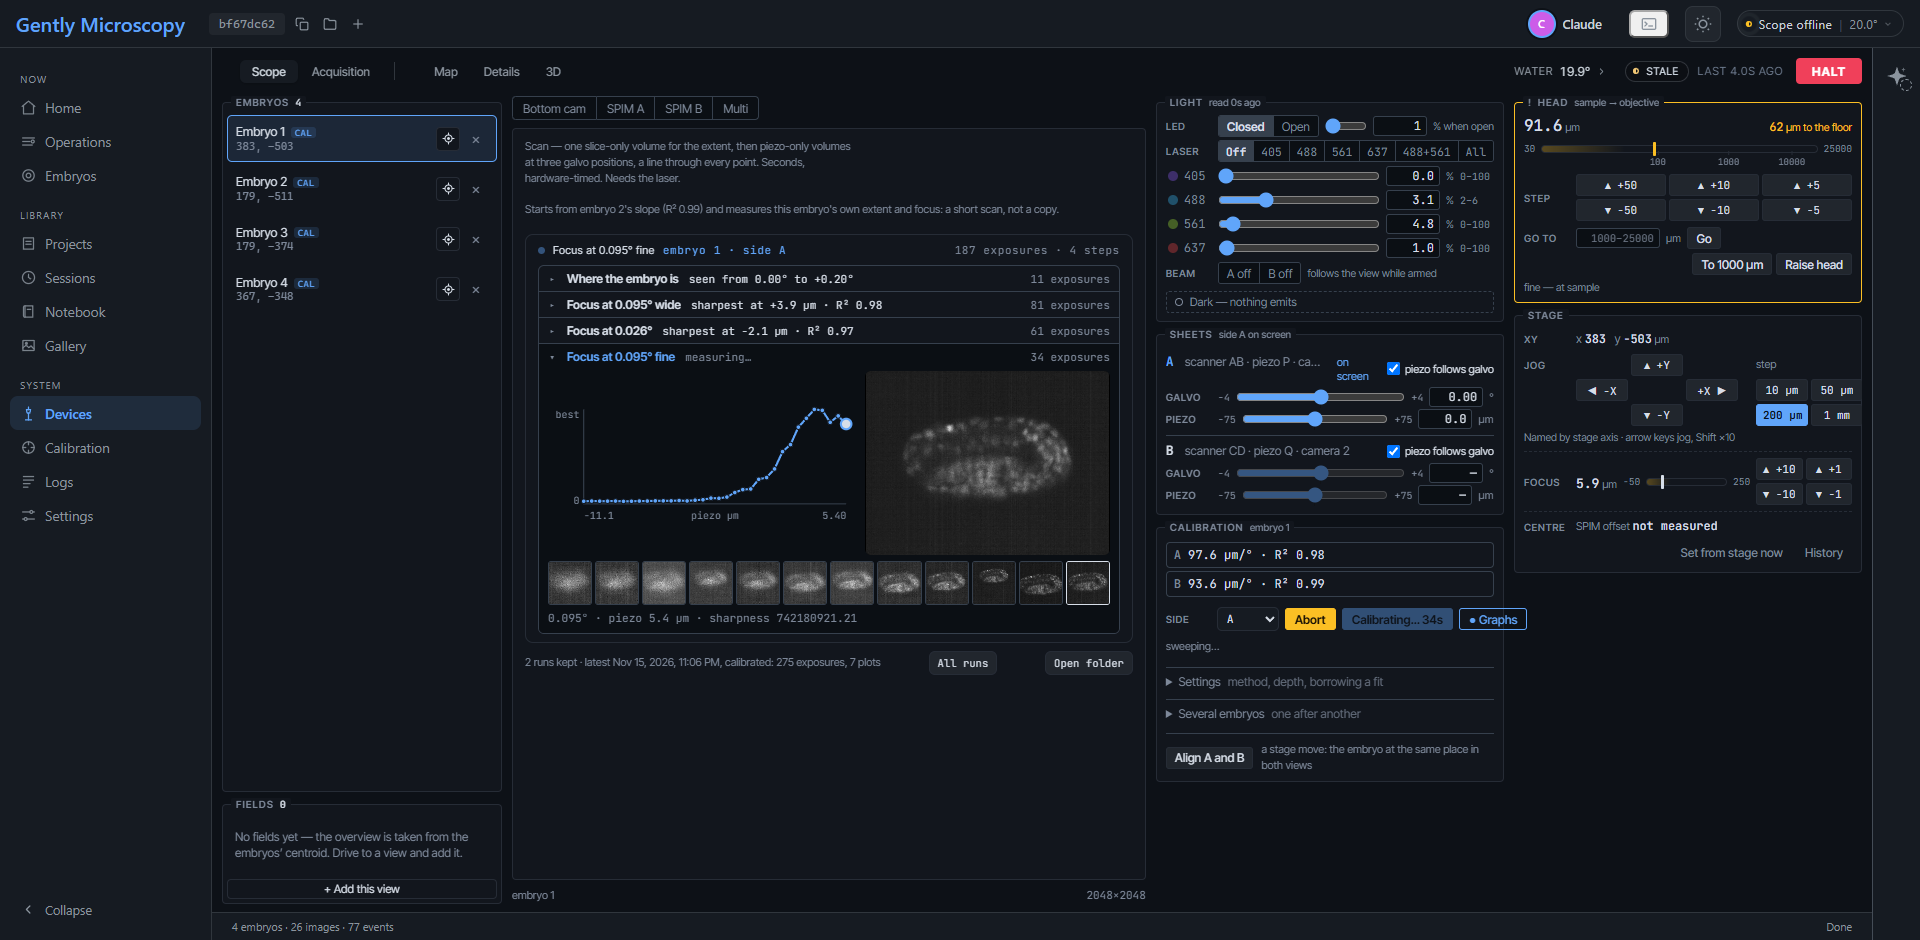 Gently Microscopy
bf67dc62
C Claude
Scope offline | 20.0°
NOW
Home
Operations
Embryos
LIBRARY
Projects
Sessions
Notebook
Gallery
SYSTEM
Devices
Calibration
Logs
Settings
Collapse
Scope Acquisition Map Details 3D
WATER 19.9° › STALE LAST 4.0S AGO HALT
EMBRYOS 4
Embryo 1 CAL
383, −503
Embryo 2 CAL
179, −511
Embryo 3 CAL
179, −374
Embryo 4 CAL
367, −348
FIELDS 0
No fields yet — the overview is taken from the
embryos' centroid. Drive to a view and add it.
+ Add this view
Bottom cam SPIM A SPIM B Multi
Scan — one slice-only volume for the extent, then piezo-only volumes
at three galvo positions, a line through every point. Seconds,
hardware-timed. Needs the laser.
Starts from embryo 2's slope (R² 0.99) and measures this embryo's own extent and focus: a short scan, not a copy.
Focus at 0.095° fine embryo 1 · side A 187 exposures · 4 steps
Where the embryo is seen from 0.00° to +0.20° 11 exposures
Focus at 0.095° wide sharpest at +3.9 µm · R² 0.98 81 exposures
Focus at 0.026° sharpest at -2.1 µm · R² 0.97 61 exposures
Focus at 0.095° fine measuring… 34 exposures
best
0
-11.1 piezo µm 5.40
0.095° · piezo 5.4 µm · sharpness 742180921.21
2 runs kept · latest Nov 15, 2026, 11:06 PM, calibrated: 275 exposures, 7 plots All runs Open folder
embryo 1 2048×2048
LIGHT read 0s ago
LED Closed Open 1 % when open
LASER Off 405 488 561 637 488+561 All
405 0.0 % 0-100
488 3.1 % 2-6
561 4.8 % 0-100
637 1.0 % 0-100
BEAM A off B off follows the view while armed
Dark — nothing emits
SHEETS side A on screen
A scanner AB · piezo P · ca... on screen piezo follows galvo
GALVO -4 +4 0.00 °
PIEZO -75 +75 0.0 µm
B scanner CD · piezo Q · camera 2 piezo follows galvo
GALVO -4 +4 – °
PIEZO -75 +75 – µm
CALIBRATION embryo 1
A 97.6 µm/° · R² 0.98
B 93.6 µm/° · R² 0.99
SIDE A Abort Calibrating… 34s Graphs
sweeping…
Settings method, depth, borrowing a fit
Several embryos one after another
Align A and B a stage move: the embryo at the same place in
both views
! HEAD sample → objective
91.6 µm 62 µm to the floor
30 25000
100 1000 10000
STEP ▲ +50 ▲ +10 ▲ +5
▼ -50 ▼ -10 ▼ -5
GO TO 1000–25000 µm Go
To 1000 µm Raise head
fine — at sample
STAGE
XY x 383 y -503 µm
JOG ▲ +Y step
◀ -X +X ▶ 10 µm 50 µm
▼ -Y 200 µm 1 mm
Named by stage axis · arrow keys jog, Shift ×10
FOCUS 5.9 µm -50 250 ▲ +10 ▲ +1
▼ -10 ▼ -1
CENTRE SPIM offset not measured
Set from stage now History
4 embryos · 26 images · 77 events Done